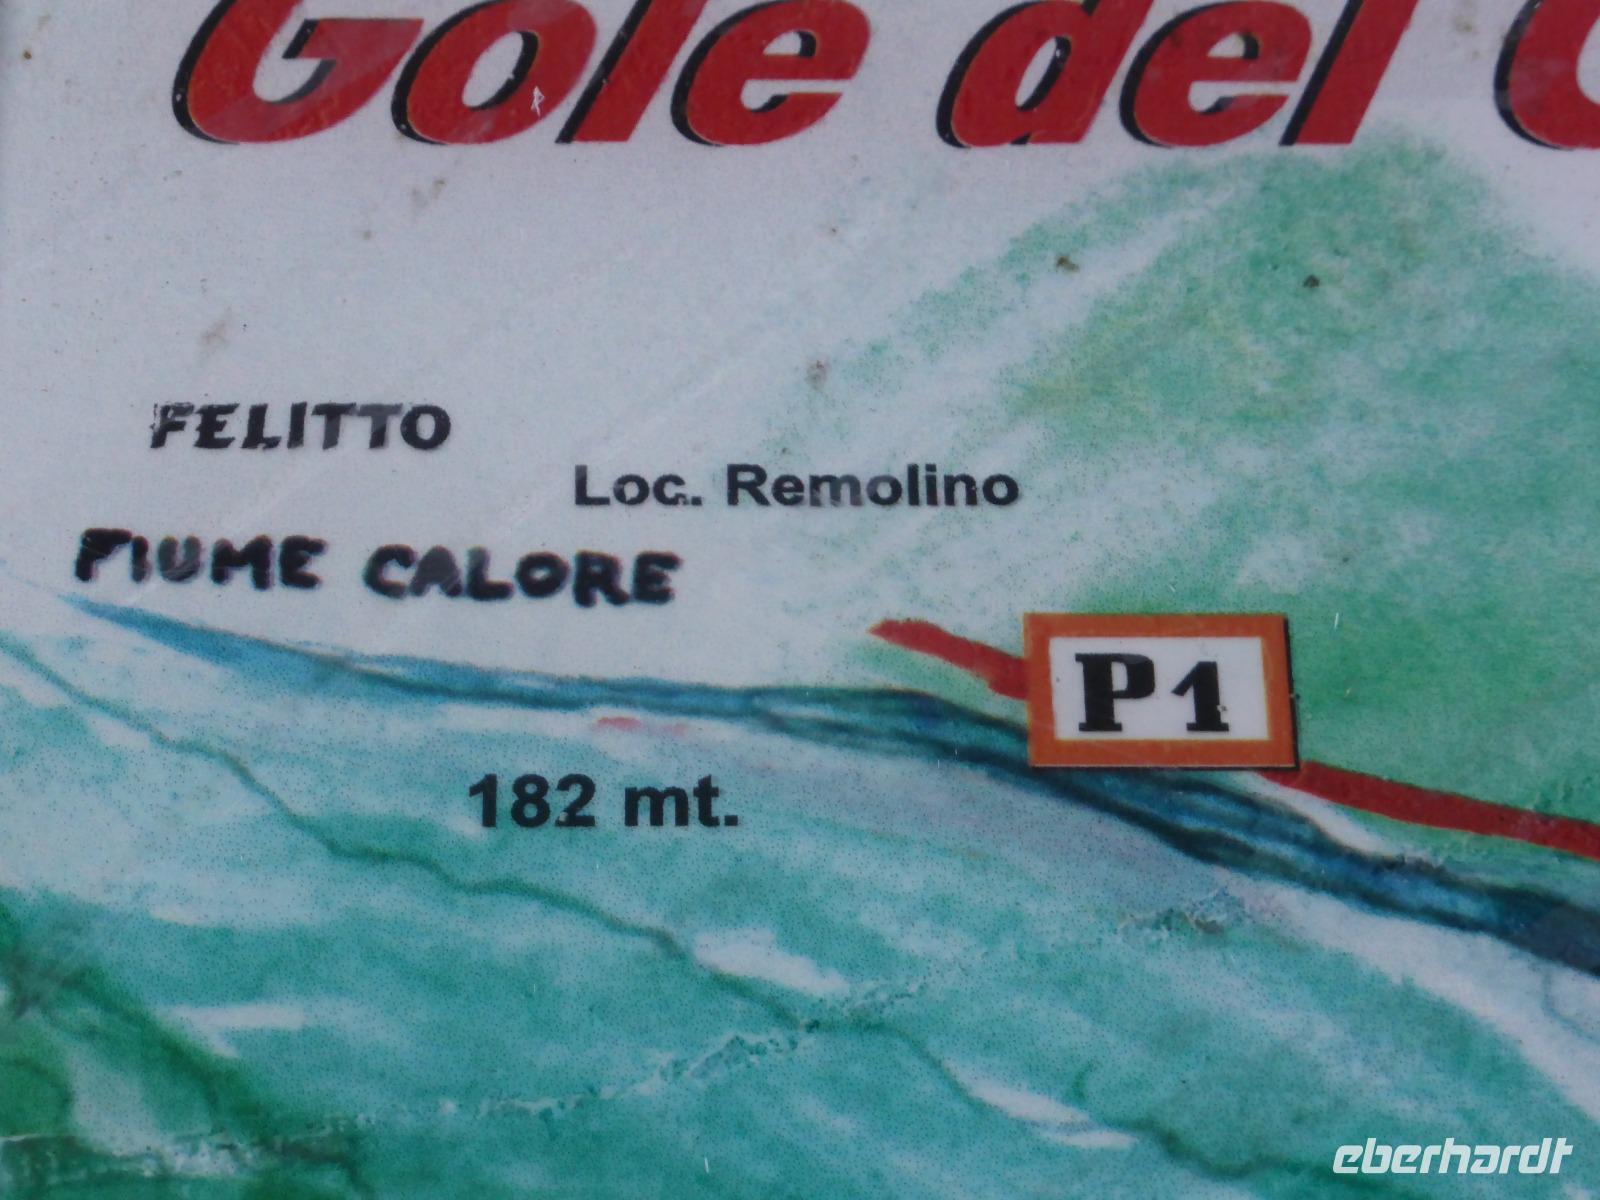 Gole del C
FELITTO
Loc. Remolino
FIUME CALORE
P1
182 mt.
eberhardt